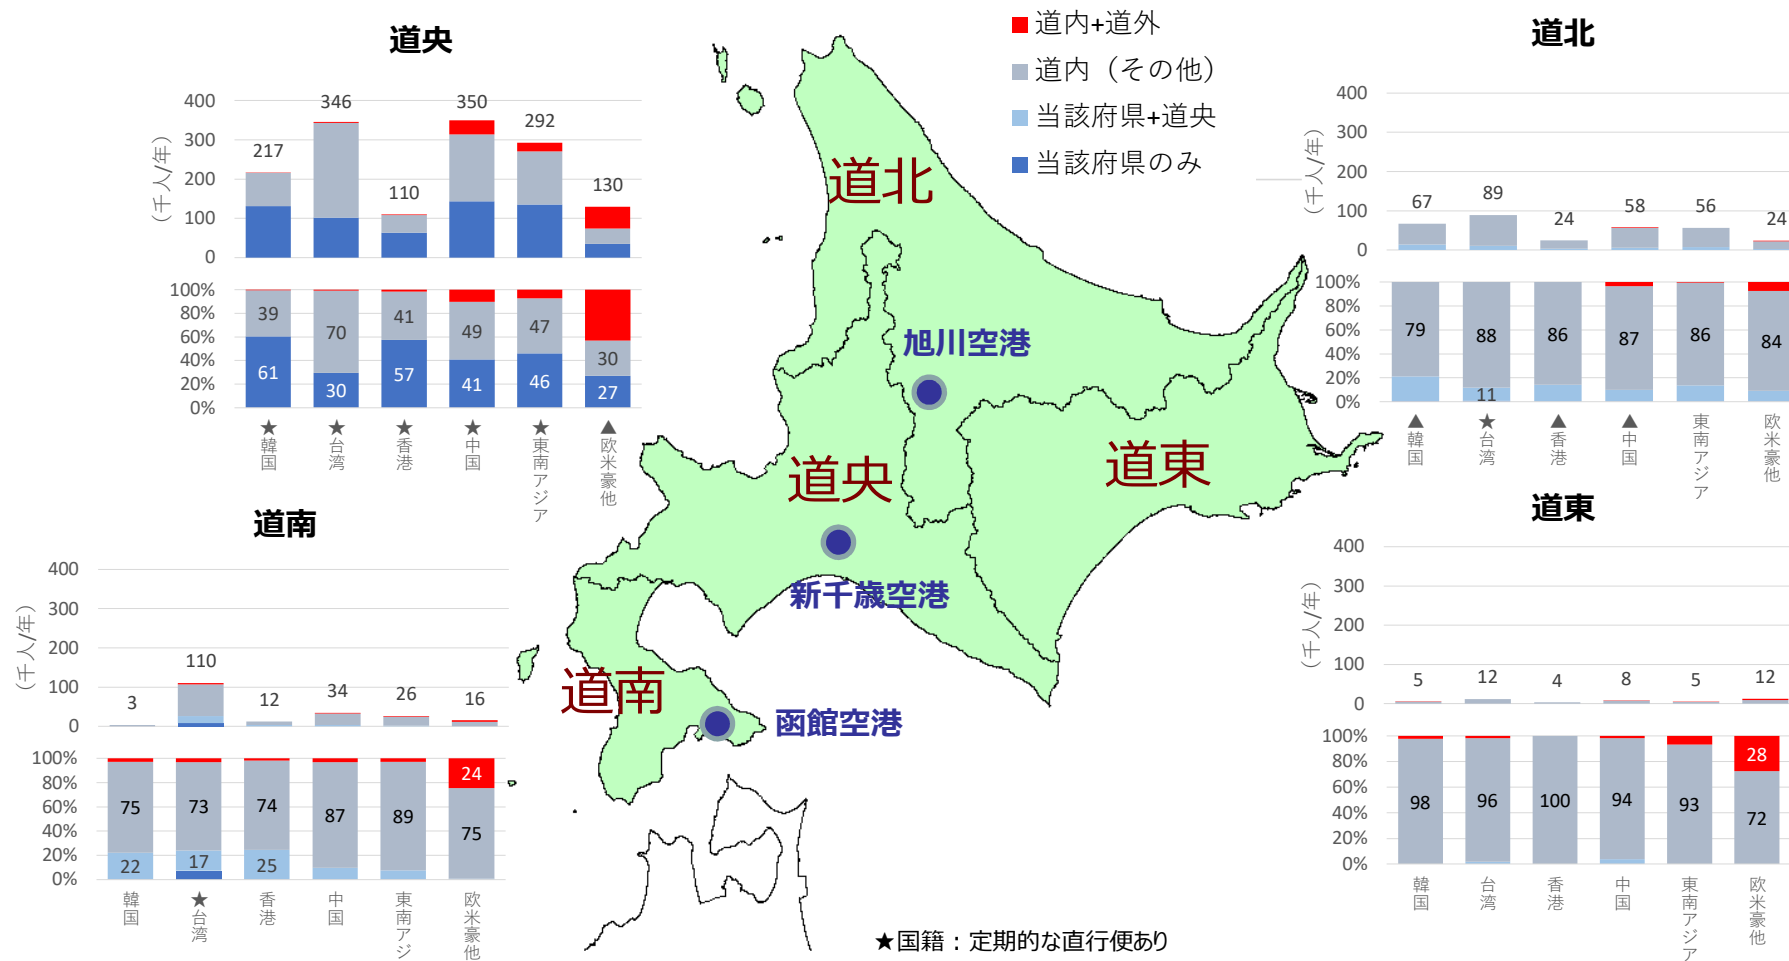 道央
400
300
200
100
0
(千人/年)
217
346
110
350
292
130
100%
80%
60%
40%
20%
0%
39
70
41
49
47
30
61
30
57
41
46
27
★韓国
★台湾
★香港
★中国
★東南アジア
▲欧米豪他
道内+道外
道内（その他）
当該府県+道央
当該府県のみ
道北
400
300
200
100
0
(千人/年)
67
89
24
58
56
24
100%
80%
60%
40%
20%
0%
79
88
86
87
86
84
11
▲韓国
★台湾
▲香港
▲中国
東南アジア
欧米豪他
道北
旭川空港
道央
道東
新千歳空港
道南
函館空港
道南
400
300
200
100
0
(千人/年)
3
110
12
34
26
16
100%
80%
60%
40%
20%
0%
24
75
73
74
87
89
75
22
17
25
韓国
★台湾
香港
中国
東南アジ
欧米豪他
道東
400
300
200
100
0
(千人/年)
5
12
4
8
5
12
100%
80%
60%
40%
20%
0%
28
98
96
100
94
93
72
韓国
台湾
香港
中国
東南アジア
欧米豪他
★国籍：定期的な直行便あり